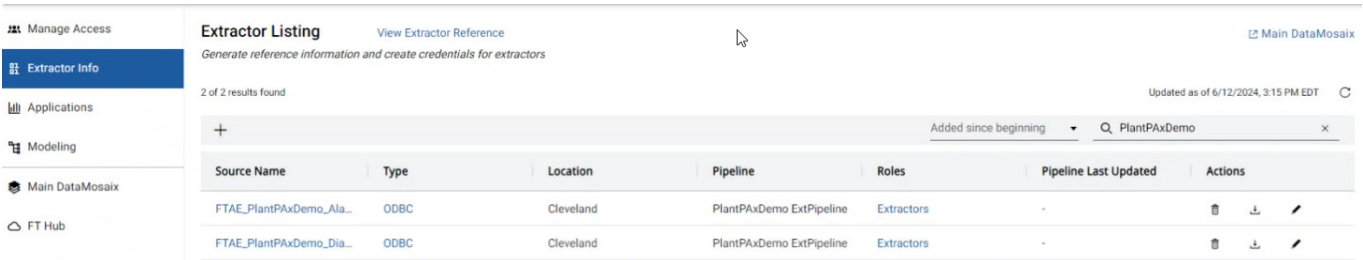 Manage Access
Extractor Info
Applications
Modeling
Main DataMosaix
FT Hub
Extractor Listing View Extractor Reference Main DataMosaix
Generate reference information and create credentials for extractors
2 of 2 results found Updated as of 6/12/2024, 3:15 PM EDT
+ Added since beginning PlantPAxDemo ×
Source Name Type Location Pipeline Roles Pipeline Last Updated Actions
FTAE_PlantPAxDemo_Ala... ODBC Cleveland PlantPAxDemo ExtPipeline Extractors -
FTAE_PlantPAxDemo_Dia... ODBC Cleveland PlantPAxDemo ExtPipeline Extractors -